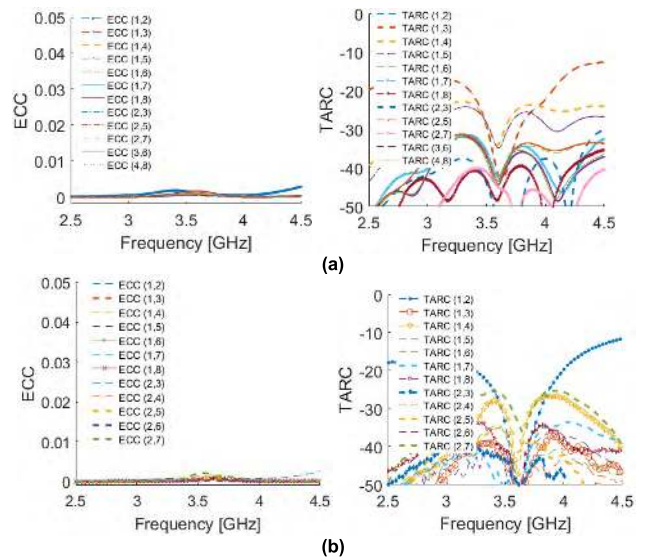 0.05
0.04
0.03
0.02
0.01
0
ECC
ECC (1,2)
ECC (1,3)
ECC (1,4)
ECC (1,5)
ECC (1,6)
ECC (1,7)
ECC (1,8)
ECC (2,3)
ECC (2,5)
ECC (2,7)
ECC (3,6)
ECC (4,8)
2.5 3 3.5 4 4.5
Frequency [GHz]
0
-10
-20
-30
-40
-50
TARC
TARC (1,2)
TARC (1,3)
TARC (1,4)
TARC (1,5)
TARC (1,6)
TARC (1,7)
TARC (1,8)
TARC (2,3)
TARC (2,5)
TARC (2,7)
TARC (3,6)
TARC (4,8)
2.5 3 3.5 4 4.5
Frequency [GHz]
(a)
0.05
0.04
0.03
0.02
0.01
0
ECC
ECC (1,2)
ECC (1,3)
ECC (1,4)
ECC (1,5)
ECC (1,6)
ECC (1,7)
ECC (1,8)
ECC (2,3)
ECC (2,4)
ECC (2,5)
ECC (2,6)
ECC (2,7)
2.5 3 3.5 4 4.5
Frequency [GHz]
0
-10
-20
-30
-40
-50
TARC
TARC (1,2)
TARC (1,3)
TARC (1,4)
TARC (1,5)
TARC (1,6)
TARC (1,7)
TARC (1,8)
TARC (2,3)
TARC (2,4)
TARC (2,5)
TARC (2,6)
TARC (2,7)
2.5 3 3.5 4 4.5
Frequency [GHz]
(b)